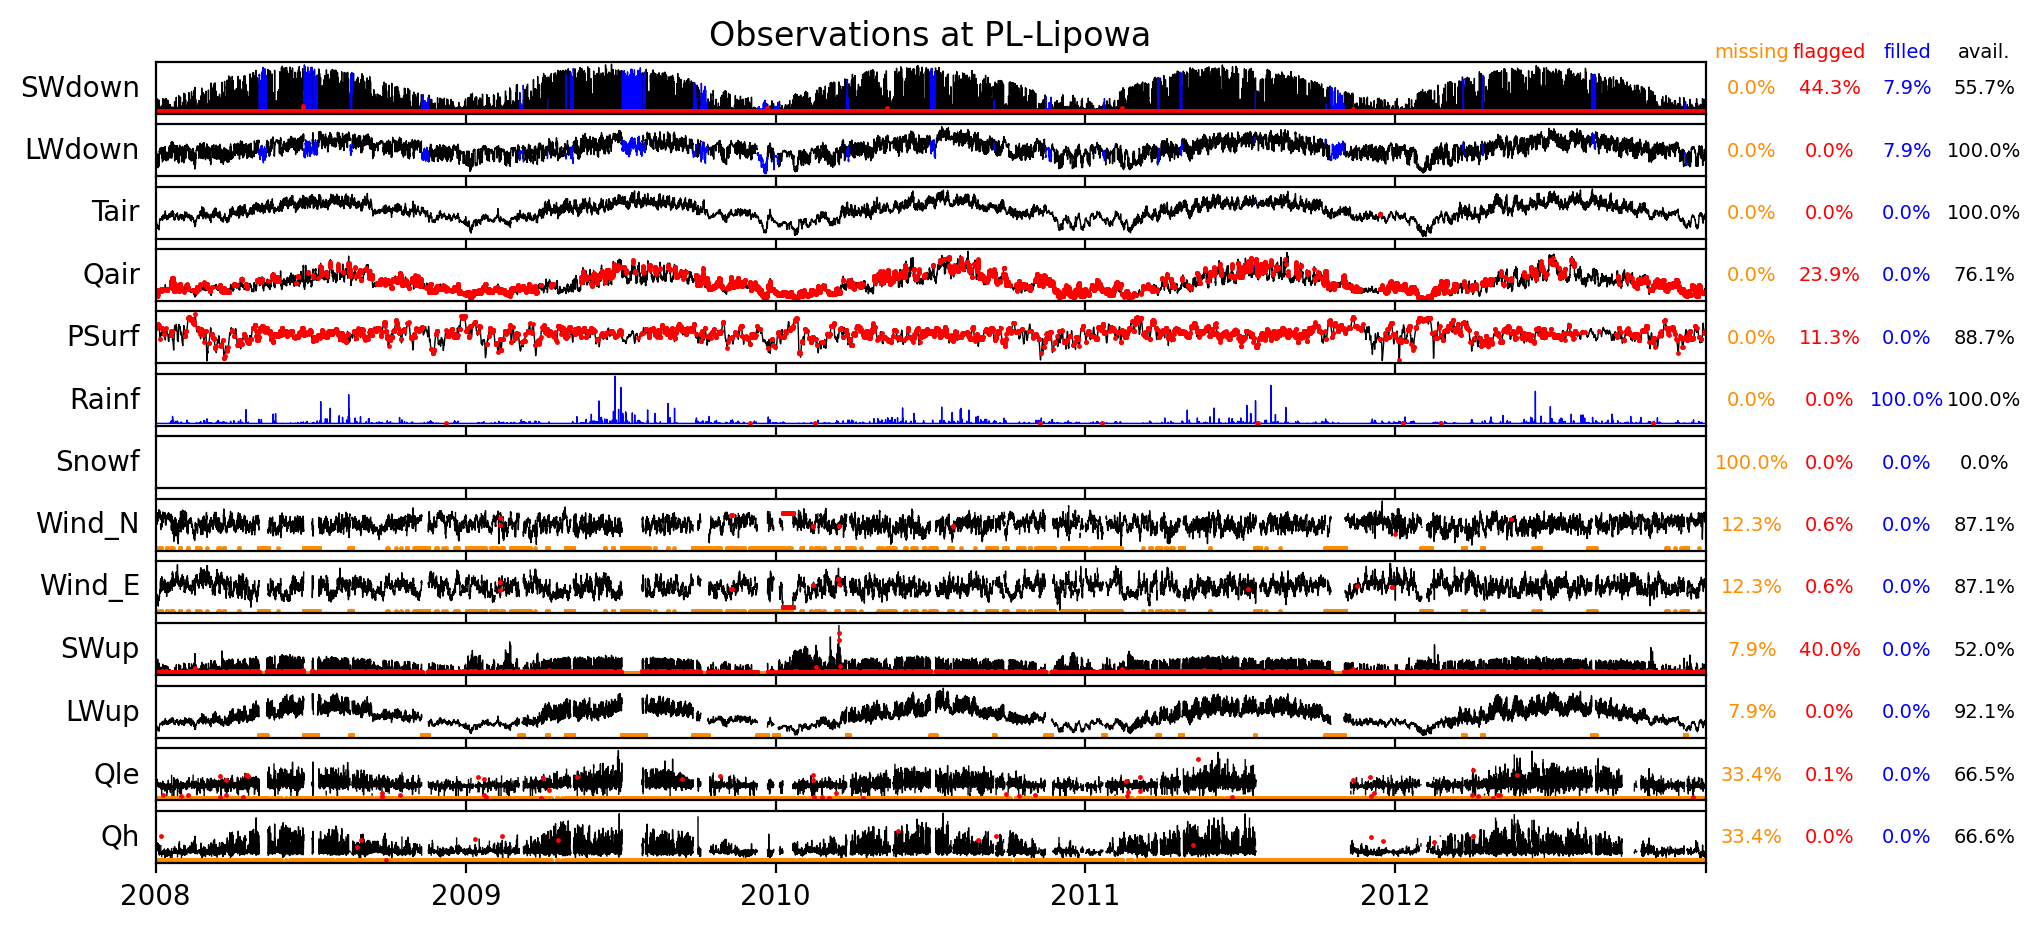 Observations at PL-Lipowa
missing flagged filled avail.
SWdown 0.0% 44.3% 7.9% 55.7%
LWdown 0.0% 0.0% 7.9% 100.0%
Tair 0.0% 0.0% 0.0% 100.0%
Qair 0.0% 23.9% 0.0% 76.1%
PSurf 0.0% 11.3% 0.0% 88.7%
Rainf 0.0% 0.0% 100.0% 100.0%
Snowf 100.0% 0.0% 0.0% 0.0%
Wind_N 12.3% 0.6% 0.0% 87.1%
Wind_E 12.3% 0.6% 0.0% 87.1%
SWup 7.9% 40.0% 0.0% 52.0%
LWup 7.9% 0.0% 0.0% 92.1%
Qle 33.4% 0.1% 0.0% 66.5%
Qh 33.4% 0.0% 0.0% 66.6%
2008 2009 2010 2011 2012